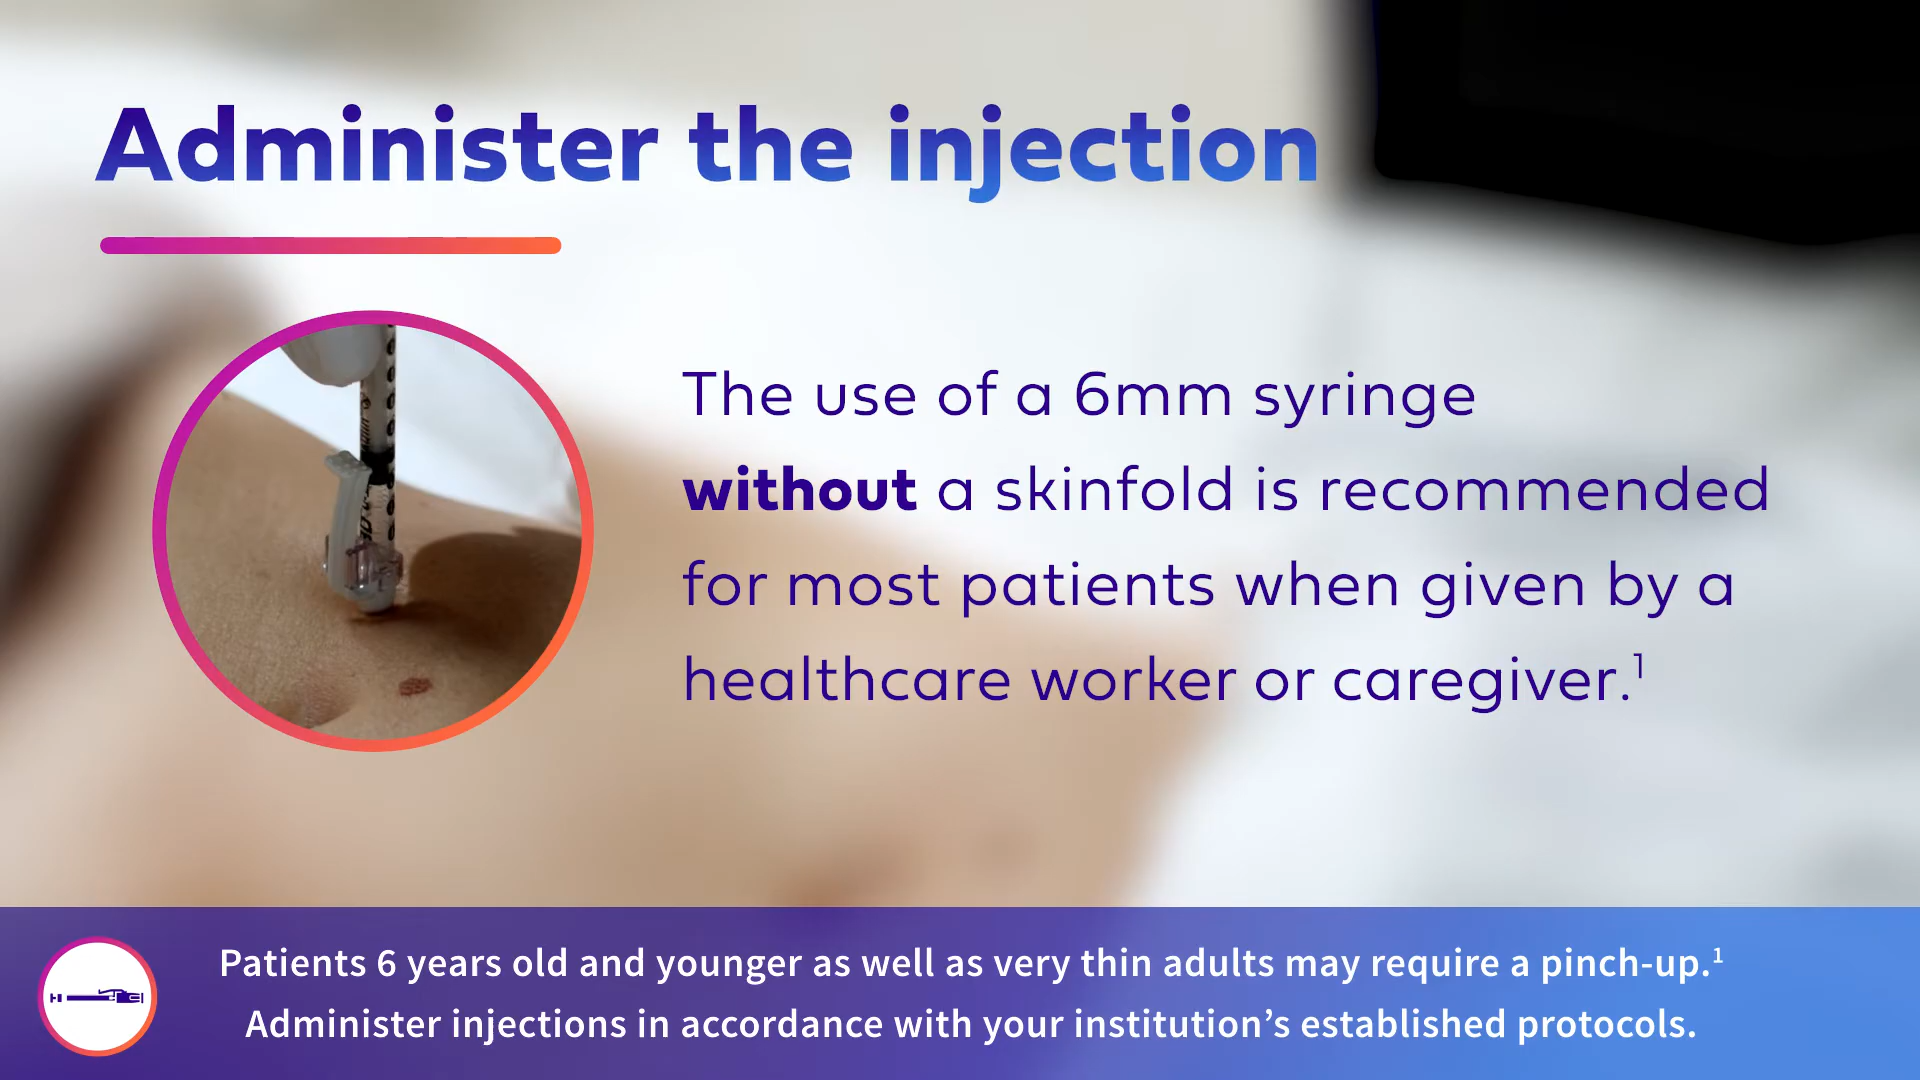 Administer the injection
The use of a 6mm syringe
without a skinfold is recommended
for most patients when given by a
healthcare worker or caregiver.¹
Patients 6 years old and younger as well as very thin adults may require a pinch-up.¹
Administer injections in accordance with your institution’s established protocols.